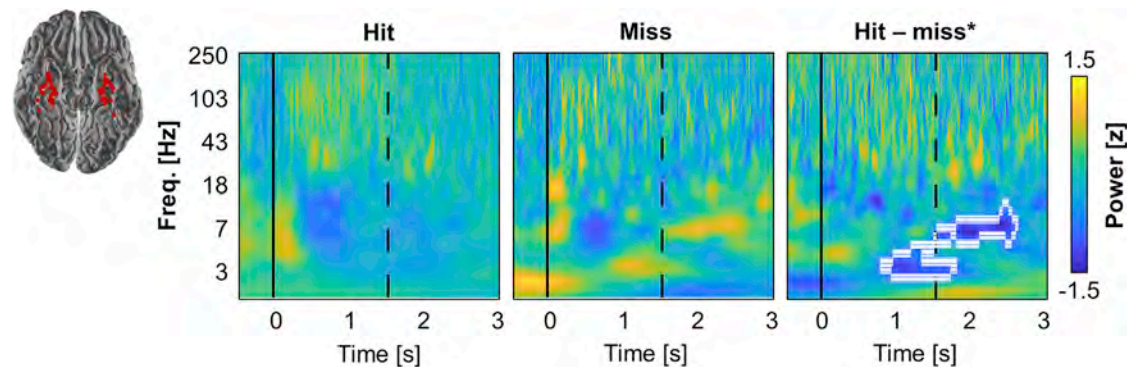 Hit
Miss
Hit – miss*
Freq. [Hz]
250
103
43
18
7
3
0 1 2 3
0 1 2 3
0 1 2 3
Time [s]
Time [s]
Time [s]
1.5
-1.5
Power [z]